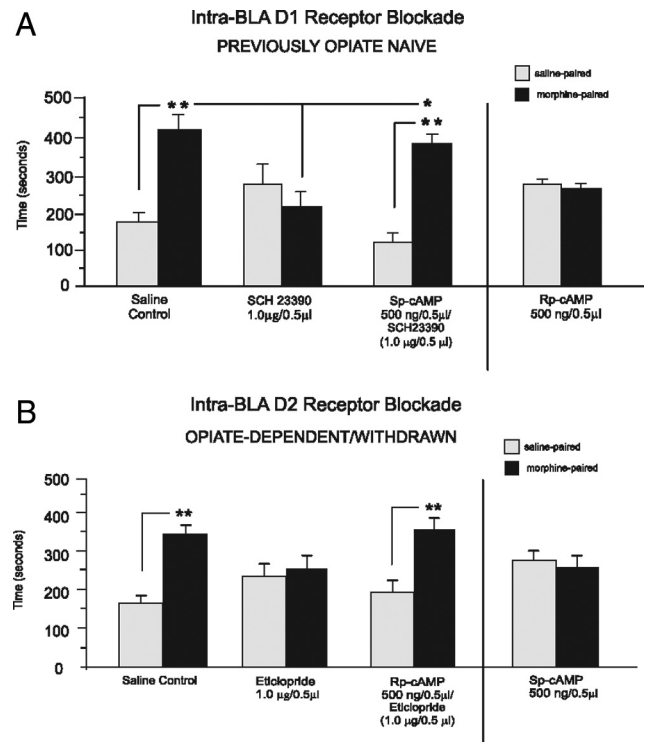 A
Intra-BLA D1 Receptor Blockade
PREVIOUSLY OPIATE NAIVE
saline-paired
morphine-paired
500
400
300
200
100
0
Time (seconds)
**
*
**
Saline
Control
SCH 23390
1.0µg/0.5µl
Sp-cAMP
500 ng/0.5µl/
SCH23390
(1.0 µg/0.5 µl)
Rp-cAMP
500 ng/0.5µl
B
Intra-BLA D2 Receptor Blockade
OPIATE-DEPENDENT/WITHDRAWN
saline-paired
morphine-paired
500
400
300
200
100
0
Time (seconds)
**
**
Saline Control
Eticlopride
1.0 µg/0.5µl
Rp-cAMP
500 ng/0.5µl/
Eticlopride
(1.0 µg/0.5 µl)
Sp-cAMP
500 ng/0.5µl